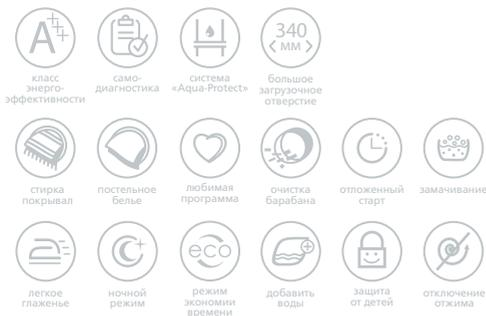 A+++
340
ММ
класс
энерго-
эффективности
само-
диагностика
система
«Aqua-Protect»
большое
загрузочное
отверстие
стирка
покрывал
постельное
белье
любимая
программа
очистка
барабана
отложенный
старт
замачивание
легкое
глаженье
ночной
режим
eco
режим
экономии
времени
добавить
воды
защита
от детей
отключение
отжима